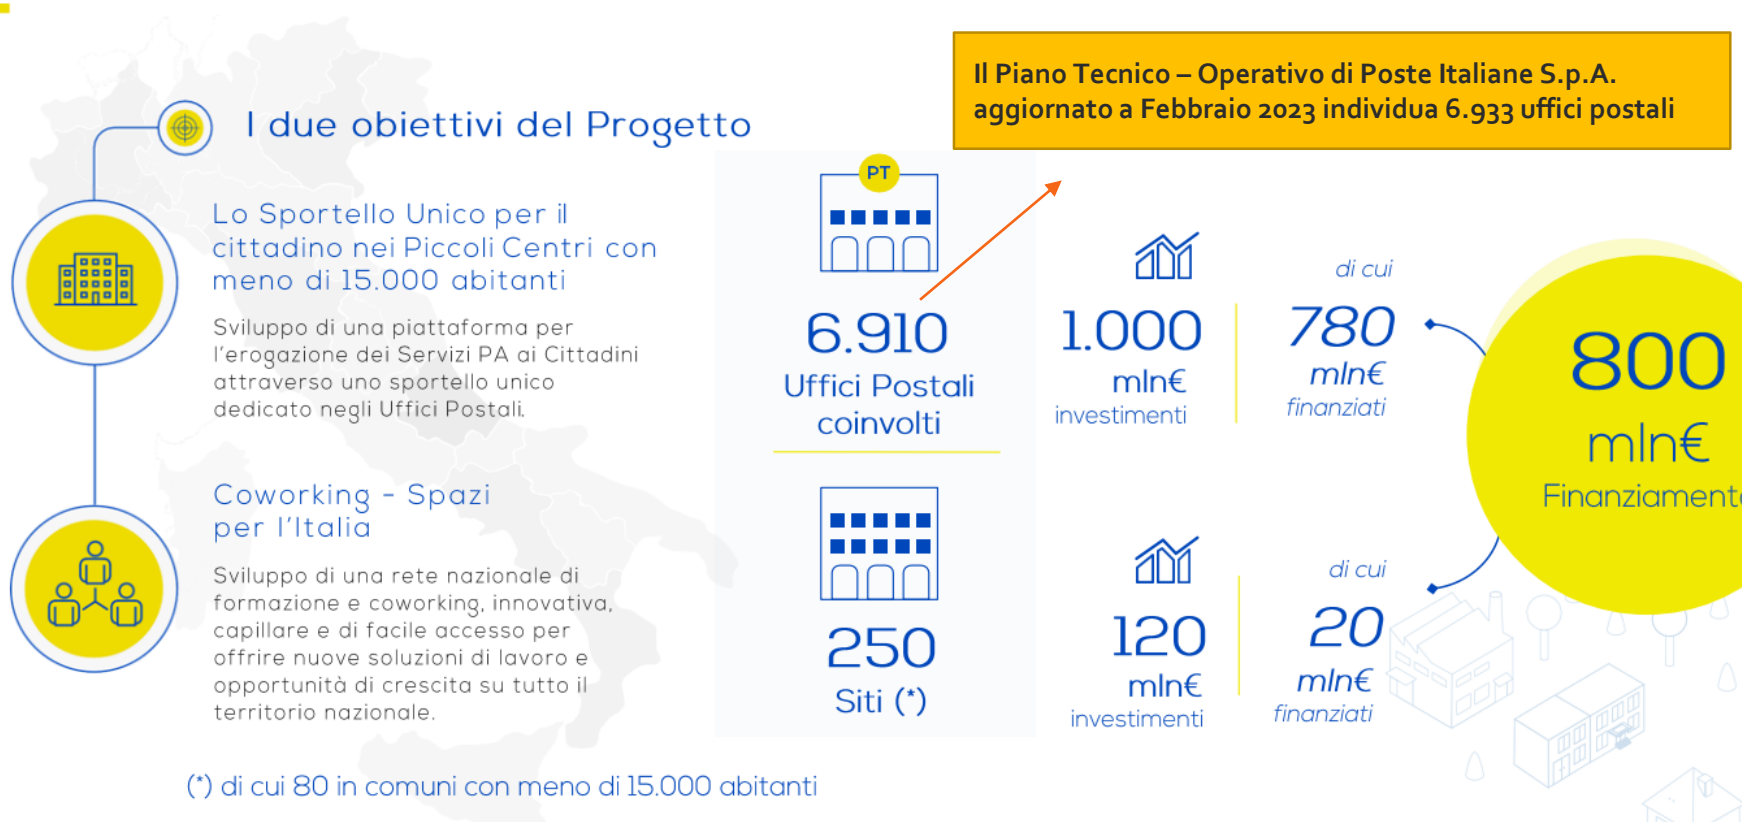 Il Piano Tecnico – Operativo di Poste Italiane S.p.A.
aggiornato a Febbraio 2023 individua 6.933 uffici postali
I due obiettivi del Progetto
Lo Sportello Unico per il
cittadino nei Piccoli Centri con
meno di 15.000 abitanti
Sviluppo di una piattaforma per
l'erogazione dei Servizi PA ai Cittadini
attraverso uno sportello unico
dedicato negli Uffici Postali.
PT
6.910
Uffici Postali
coinvolti
1.000
mln€
investimenti
di cui
780
mln€
finanziati
800
mln€
Finanziamento
Coworking - Spazi
per l'Italia
Sviluppo di una rete nazionale di
formazione e coworking, innovativa,
capillare e di facile accesso per
offrire nuove soluzioni di lavoro e
opportunità di crescita su tutto il
territorio nazionale.
250
Siti (*)
120
mln€
investimenti
di cui
20
mln€
finanziati
(*) di cui 80 in comuni con meno di 15.000 abitanti